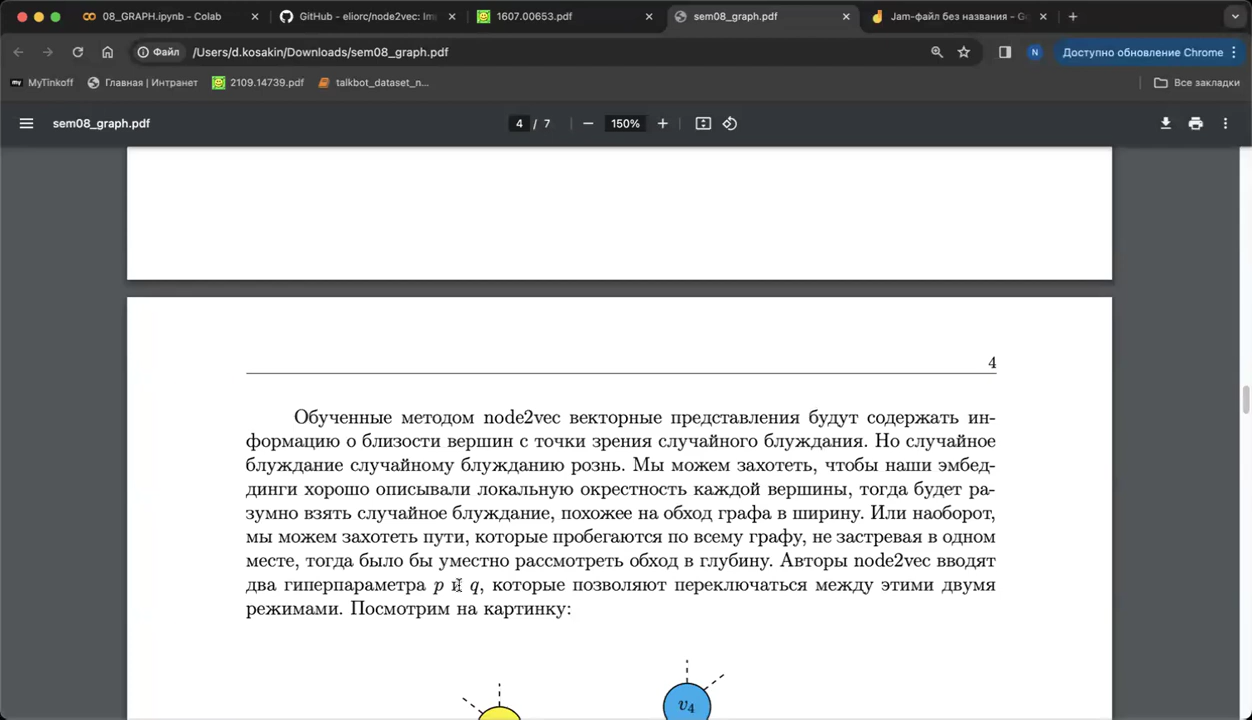 08_GRAPH.ipynb - Colab
GitHub - eliorc/node2vec: Im
1607.00653.pdf
sem08_graph.pdf
Jam-файл без названия - G
Файл
/Users/d.kosakin/Downloads/sem08_graph.pdf
N
Доступно обновление Chrome
my MyTinkoff
Главная | Интранет
2109.14739.pdf
talkbot_dataset_n...
Все закладки
sem08_graph.pdf
4 / 7
150%
4
Обученные методом node2vec векторные представления будут содержать ин-
формацию о близости вершин с точки зрения случайного блуждания. Но случайное
блуждание случайному блужданию рознь. Мы можем захотеть, чтобы наши эмбед-
динги хорошо описывали локальную окрестность каждой вершины, тогда будет ра-
зумно взять случайное блуждание, похожее на обход графа в ширину. Или наоборот,
мы можем захотеть пути, которые пробегаются по всему графу, не застревая в одном
месте, тогда было бы уместно рассмотреть обход в глубину. Авторы node2vec вводят
два гиперпараметра p и q, которые позволяют переключаться между этими двумя
режимами. Посмотрим на картинку:
v4